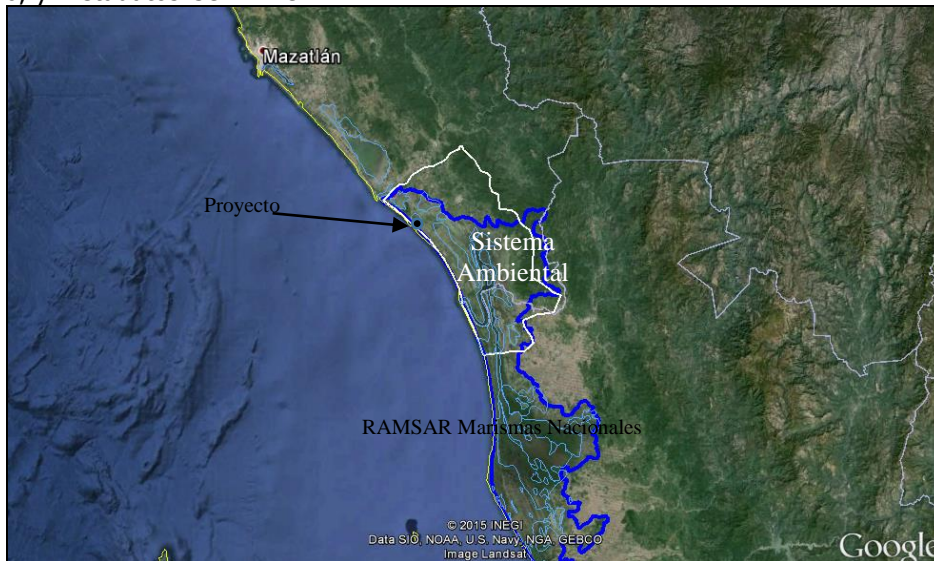 Mazatlán
Proyecto
Sistema
Ambiental
RAMSAR Marismas Nacionales
© 2015 INEGI
Data SIO, NOAA, U.S. Navy, NGA, GEBCO
Image Landsat
Google